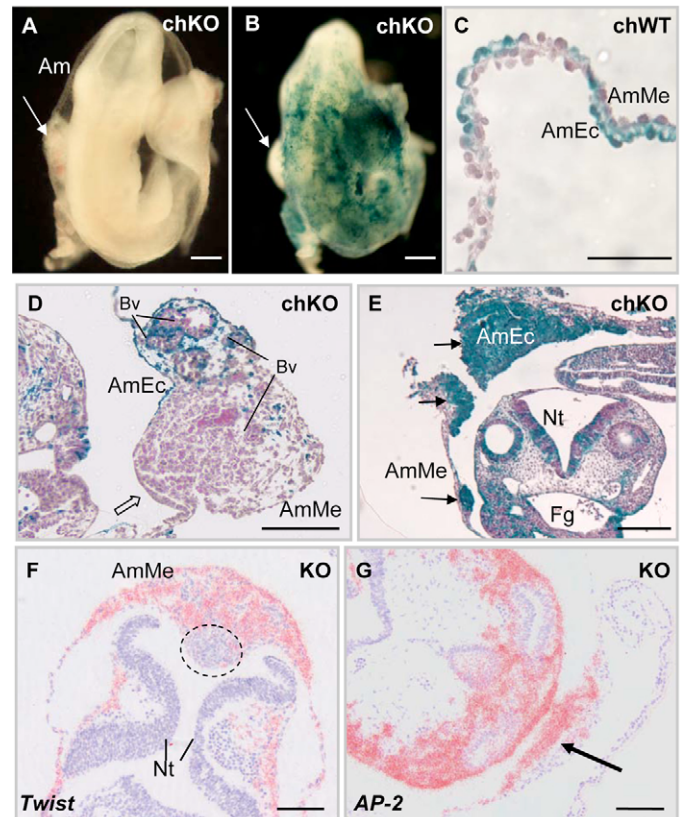 A chKO
Am
B chKO
C chWT
AmMe
AmEc
D chKO
Bv
Bv
AmEc
AmMe
E chKO
AmEc
Nt
AmMe
Fg
F AmMe KO
Nt
Twist
G KO
AP-2